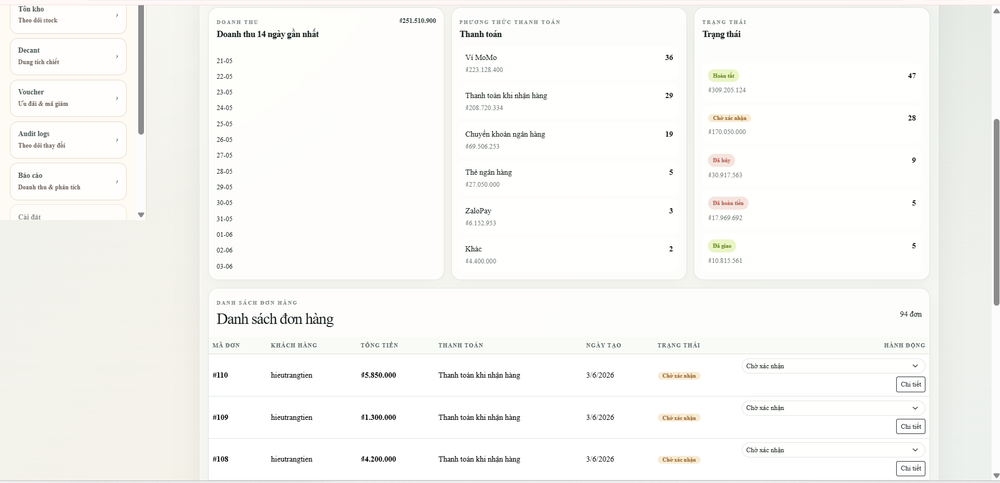 Tồn kho
Theo dõi stock
Decant
Dung tích chiết
Voucher
Ưu đãi & mã giảm
Audit logs
Theo dõi thay đổi
Báo cáo
Doanh thu & phân tích
Cài đặt
DOANH THU
₫251.510.900
Doanh thu 14 ngày gần nhất
21-05
22-05
23-05
24-05
25-05
26-05
27-05
28-05
29-05
30-05
31-05
01-06
02-06
03-06
PHƯƠNG THỨC THANH TOÁN
Thanh toán
Ví MoMo 36
₫223.128.400
Thanh toán khi nhận hàng 29
₫208.720.334
Chuyển khoản ngân hàng 19
₫69.506.253
Thẻ ngân hàng 5
₫27.050.000
ZaloPay 3
₫6.152.953
Khác 2
₫4.400.000
TRẠNG THÁI
Trạng thái
Hoàn tất 47
₫309.205.124
Chờ xác nhận 28
₫170.050.000
Đã hủy 9
₫30.917.563
Đã hoàn tiền 5
₫17.969.692
Đã giao 5
₫10.815.561
DANH SÁCH ĐƠN HÀNG
Danh sách đơn hàng
94 đơn
MÃ ĐƠN KHÁCH HÀNG TỔNG TIỀN THANH TOÁN NGÀY TẠO TRẠNG THÁI HÀNH ĐỘNG
#110 hieutrangtien ₫5.850.000 Thanh toán khi nhận hàng 3/6/2026 Chờ xác nhận Chờ xác nhận
Chi tiết
#109 hieutrangtien ₫1.300.000 Thanh toán khi nhận hàng 3/6/2026 Chờ xác nhận Chờ xác nhận
Chi tiết
#108 hieutrangtien ₫4.200.000 Thanh toán khi nhận hàng 3/6/2026 Chờ xác nhận Chờ xác nhận
Chi tiết